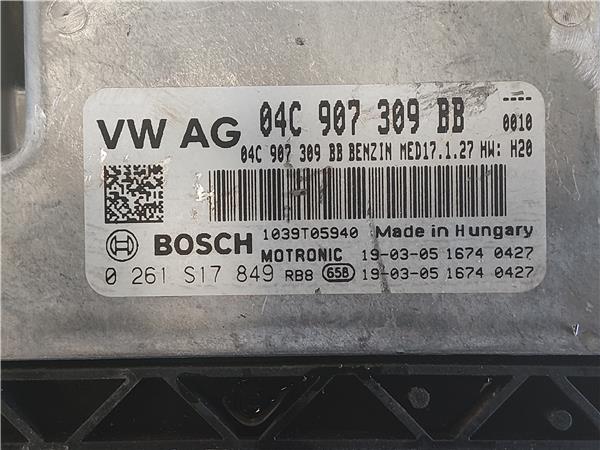 VW AG 04C 907 309 BB ----
0010
04C 907 309 BB BENZIN MED17.1.27 HW: H20
BOSCH 1039T05940 Made in Hungary
MOTRONIC 19-03-05 1674 0427
0 261 S17 849 RB8 658 19-03-05 1674 0427